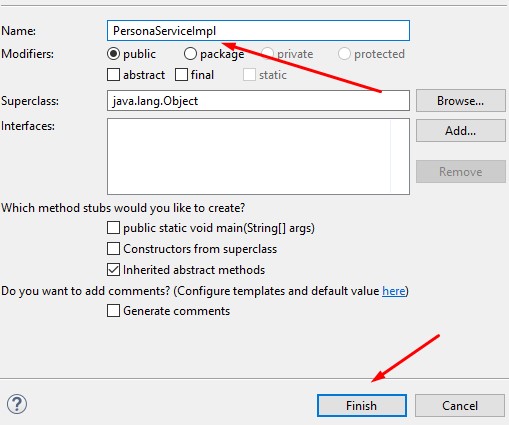 Name: PersonaServiceImpl
Modifiers: public package private protected
abstract final static
Superclass: java.lang.Object Browse...
Interfaces: Add...
Remove
Which method stubs would you like to create?
public static void main(String[] args)
Constructors from superclass
Inherited abstract methods
Do you want to add comments? (Configure templates and default value here)
Generate comments
? Finish Cancel